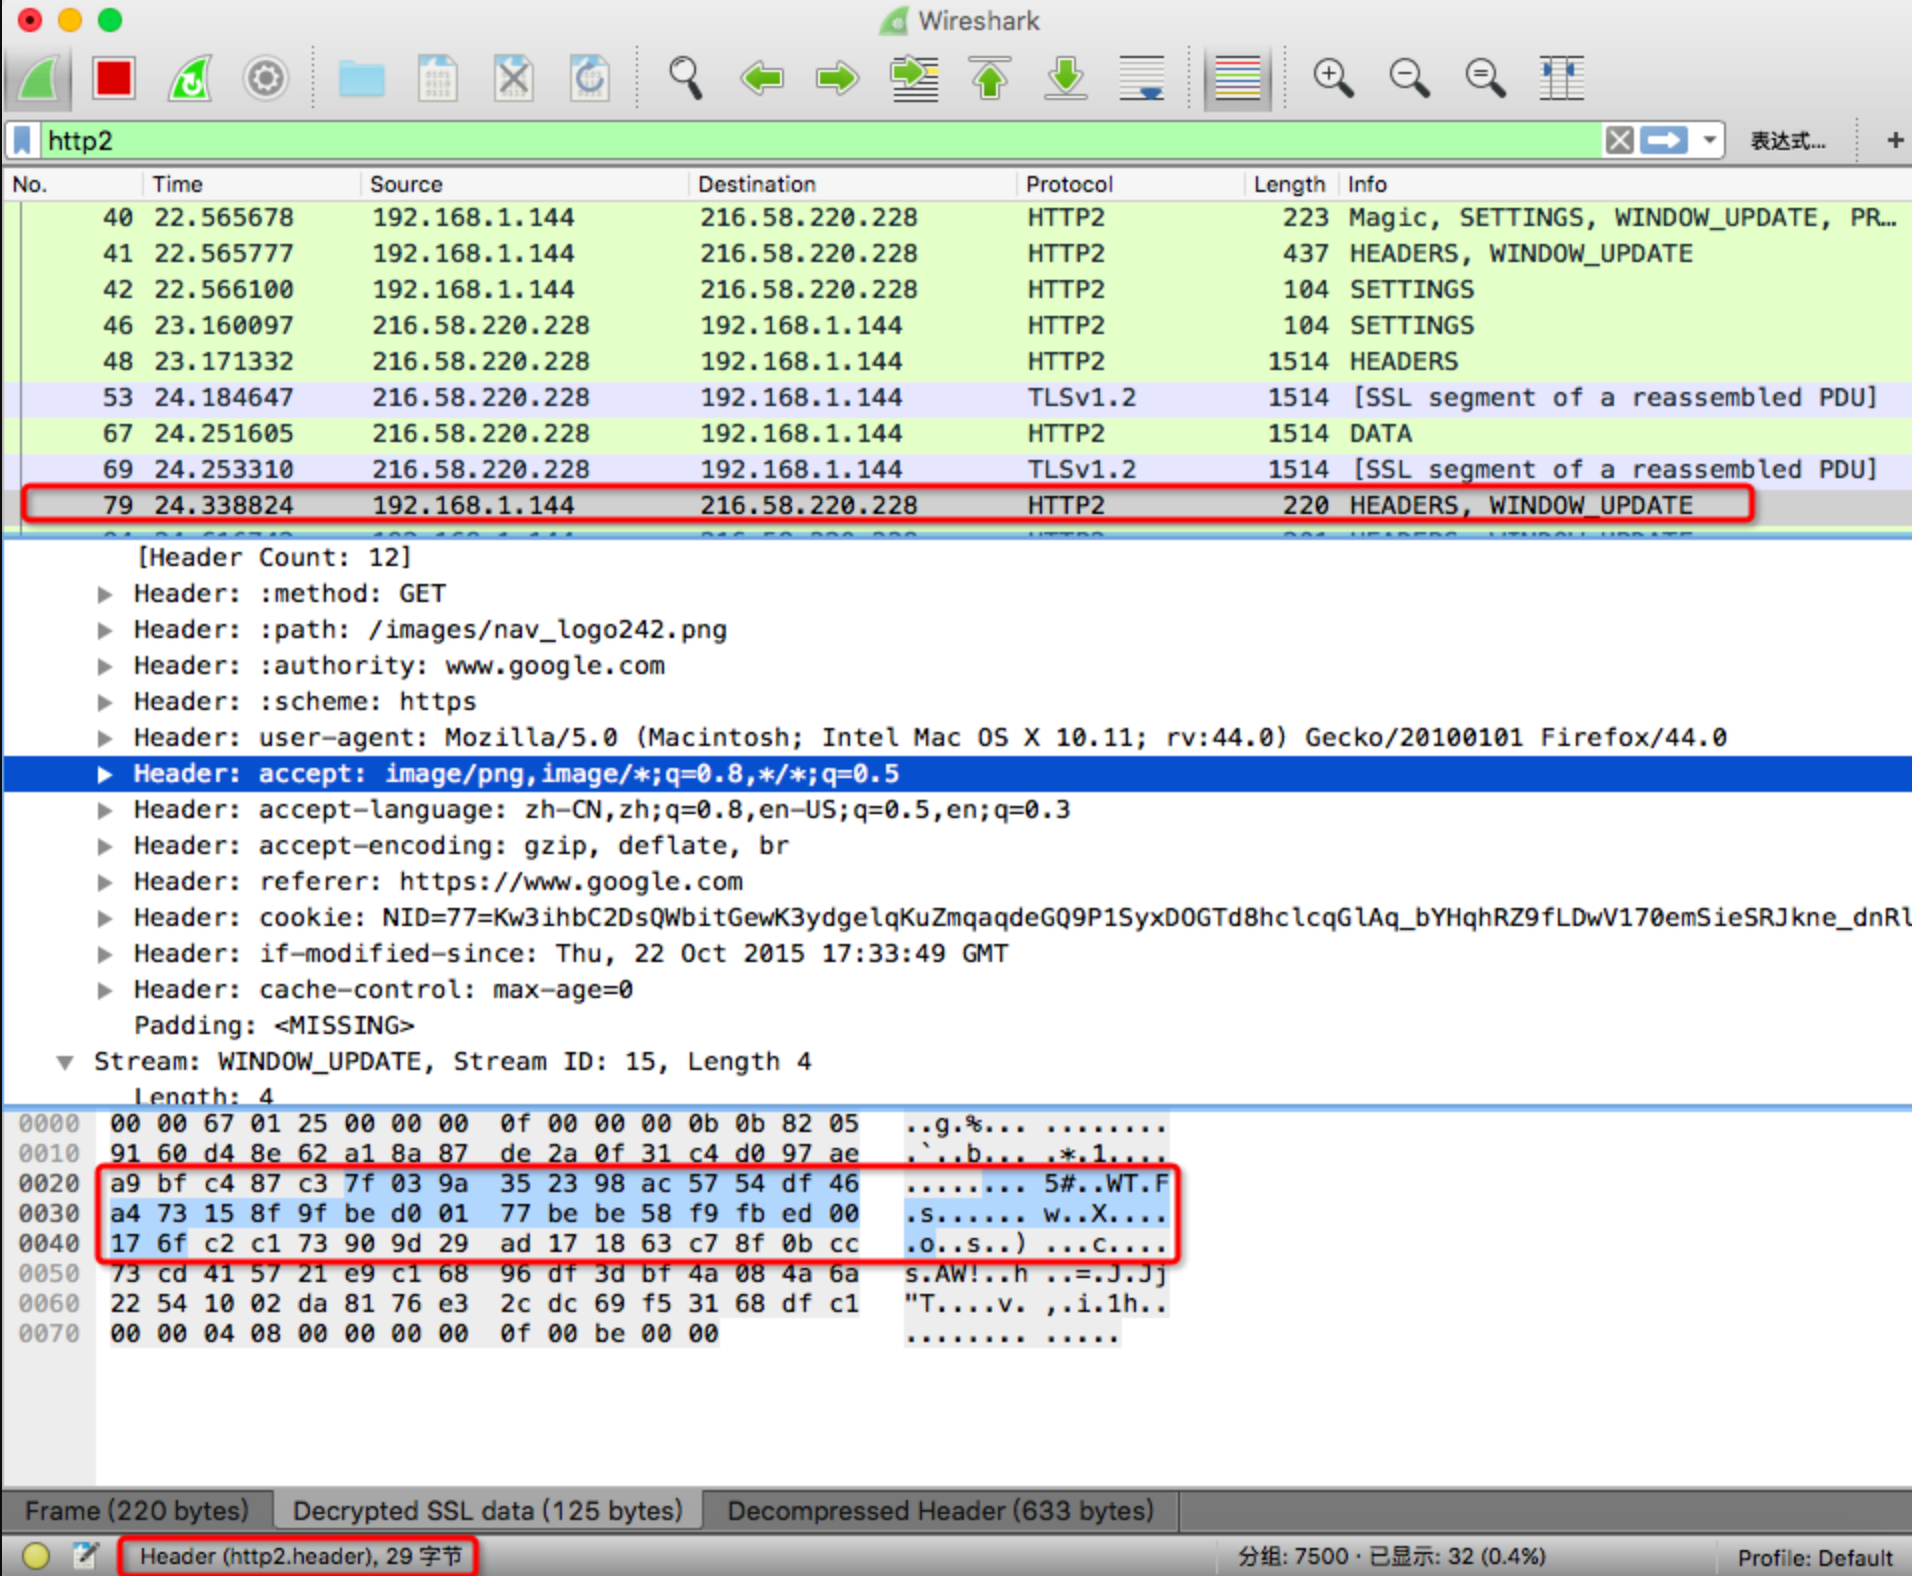 Wireshark
http2
表达式...
+
No. Time Source Destination Protocol Length Info
40 22.565678 192.168.1.144 216.58.220.228 HTTP2 223 Magic, SETTINGS, WINDOW_UPDATE, PR…
41 22.565777 192.168.1.144 216.58.220.228 HTTP2 437 HEADERS, WINDOW_UPDATE
42 22.566100 192.168.1.144 216.58.220.228 HTTP2 104 SETTINGS
46 23.160097 216.58.220.228 192.168.1.144 HTTP2 104 SETTINGS
48 23.171332 216.58.220.228 192.168.1.144 HTTP2 1514 HEADERS
53 24.184647 216.58.220.228 192.168.1.144 TLSv1.2 1514 [SSL segment of a reassembled PDU]
67 24.251605 216.58.220.228 192.168.1.144 HTTP2 1514 DATA
69 24.253310 216.58.220.228 192.168.1.144 TLSv1.2 1514 [SSL segment of a reassembled PDU]
79 24.338824 192.168.1.144 216.58.220.228 HTTP2 220 HEADERS, WINDOW_UPDATE
[Header Count: 12]
Header: :method: GET
Header: :path: /images/nav_logo242.png
Header: :authority: www.google.com
Header: :scheme: https
Header: user-agent: Mozilla/5.0 (Macintosh; Intel Mac OS X 10.11; rv:44.0) Gecko/20100101 Firefox/44.0
Header: accept: image/png,image/*;q=0.8,*/*;q=0.5
Header: accept-language: zh-CN,zh;q=0.8,en-US;q=0.5,en;q=0.3
Header: accept-encoding: gzip, deflate, br
Header: referer: https://www.google.com
Header: cookie: NID=77=Kw3ihbC2DsQWbitGewK3ydgelqKuZmqaqdeGQ9P1SyxDOGTd8hclcqGlAq_bYHqhRZ9fLDwV170emSieSRJkne_dnRl
Header: if-modified-since: Thu, 22 Oct 2015 17:33:49 GMT
Header: cache-control: max-age=0
Padding: <MISSING>
Stream: WINDOW_UPDATE, Stream ID: 15, Length 4
Length: 4
0000 00 00 67 01 25 00 00 00 0f 00 00 00 0b 0b 82 05 ..g.%... ........
0010 91 60 d4 8e 62 a1 8a 87 de 2a 0f 31 c4 d0 97 ae .`..b... .*.1....
0020 a9 bf c4 87 c3 7f 03 9a 35 23 98 ac 57 54 df 46 ........ 5#..WT.F
0030 a4 73 15 8f 9f be d0 01 77 be be 58 f9 fb ed 00 .s...... w..X....
0040 17 6f c2 c1 73 90 9d 29 ad 17 18 63 c7 8f 0b cc .o..s..) ...c....
0050 73 cd 41 57 21 e9 c1 68 96 df 3d bf 4a 08 4a 6a s.AW!..h ..=.J.Jj
0060 22 54 10 02 da 81 76 e3 2c dc 69 f5 31 68 df c1 "T....v. ,.i.1h..
0070 00 00 04 08 00 00 00 00 0f 00 be 00 00 ........ .....
Frame (220 bytes) Decrypted SSL data (125 bytes) Decompressed Header (633 bytes)
Header (http2.header), 29 字节 分组: 7500 · 已显示: 32 (0.4%) Profile: Default